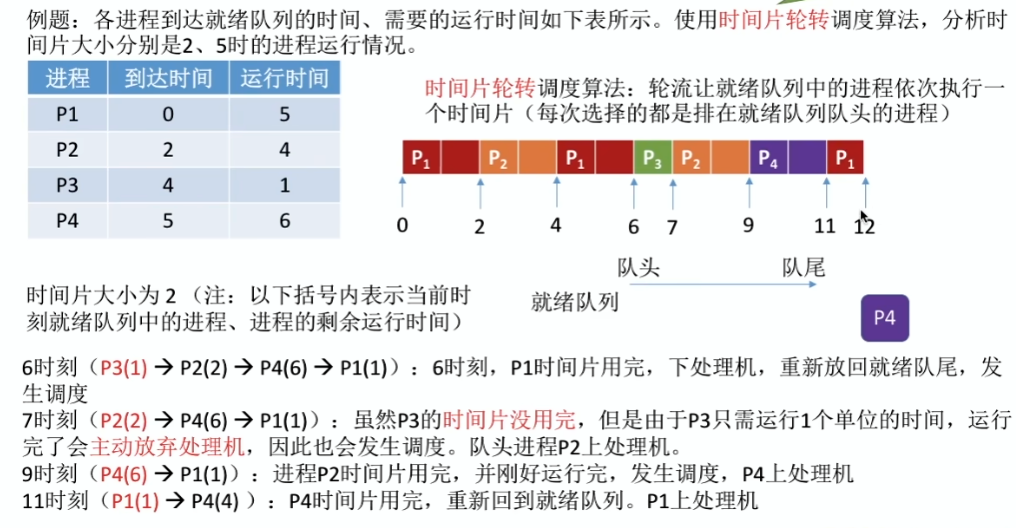 例题：各进程到达就绪队列的时间、需要的运行时间如下表所示。使用时间片轮转调度算法，分析时
间片大小分别是2、5时的进程运行情况。
进程 到达时间 运行时间
P1 0 5
P2 2 4
P3 4 1
P4 5 6
时间片轮转调度算法：轮流让就绪队列中的进程依次执行一
个时间片（每次选择的都是排在就绪队列队头的进程）
P1 P2 P1 P3 P2 P4 P1
0 2 4 6 7 9 11 12
队头 队尾
就绪队列
P4
时间片大小为 2 （注：以下括号内表示当前时
刻就绪队列中的进程、进程的剩余运行时间）
6时刻（P3(1) → P2(2) → P4(6) → P1(1)）：6时刻，P1时间片用完，下处理机，重新放回就绪队尾，发
生调度
7时刻（P2(2) → P4(6) → P1(1)）：虽然P3的时间片没用完，但是由于P3只需运行1个单位的时间，运行
完了会主动放弃处理机，因此也会发生调度。队头进程P2上处理机。
9时刻（P4(6) → P1(1)）：进程P2时间片用完，并刚好运行完，发生调度，P4上处理机
11时刻（P1(1) → P4(4) ）：P4时间片用完，重新回到就绪队列。P1上处理机